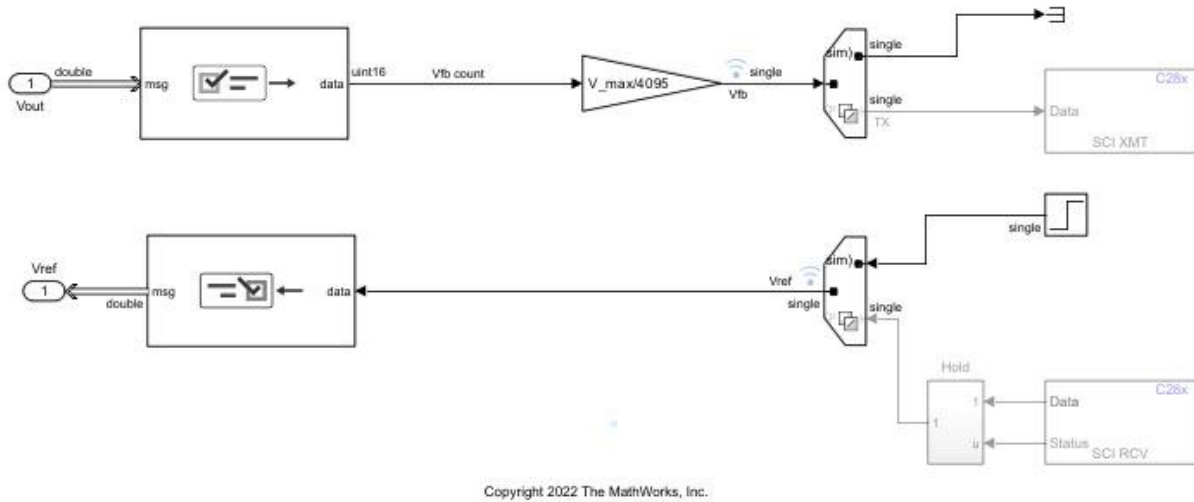 1
double
Vout
msg
data
uint16
Vfb count
V_max/4095
single
Vfb
sim)
single
single
TX
C28x
Data
SCI XMT
Vref
1
double
msg
data
Vref
single
sim)
single
single
Hold
1
u
1
C28x
Data
Status
SCI RCV
Copyright 2022 The MathWorks, Inc.